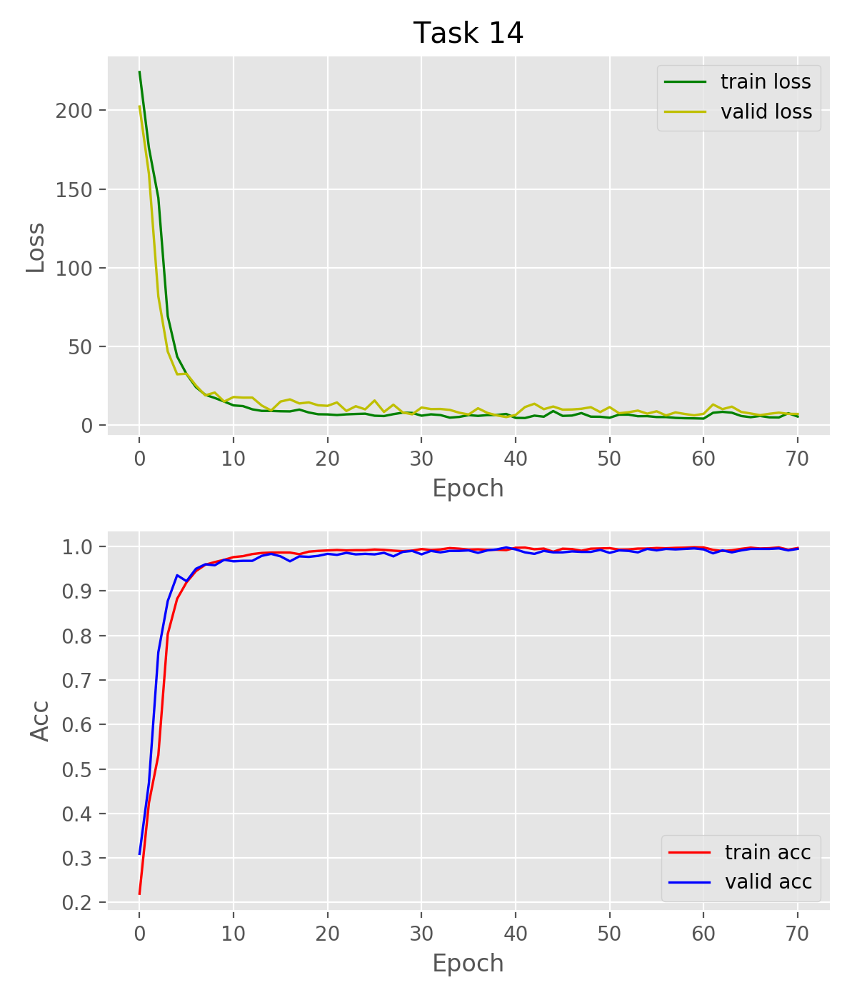 Task 14
train loss
valid loss
200
150
100
50
0
Loss
0 10 20 30 40 50 60 70
Epoch
1.0
0.9
0.8
0.7
0.6
0.5
0.4
0.3
0.2
Acc
train acc
valid acc
0 10 20 30 40 50 60 70
Epoch